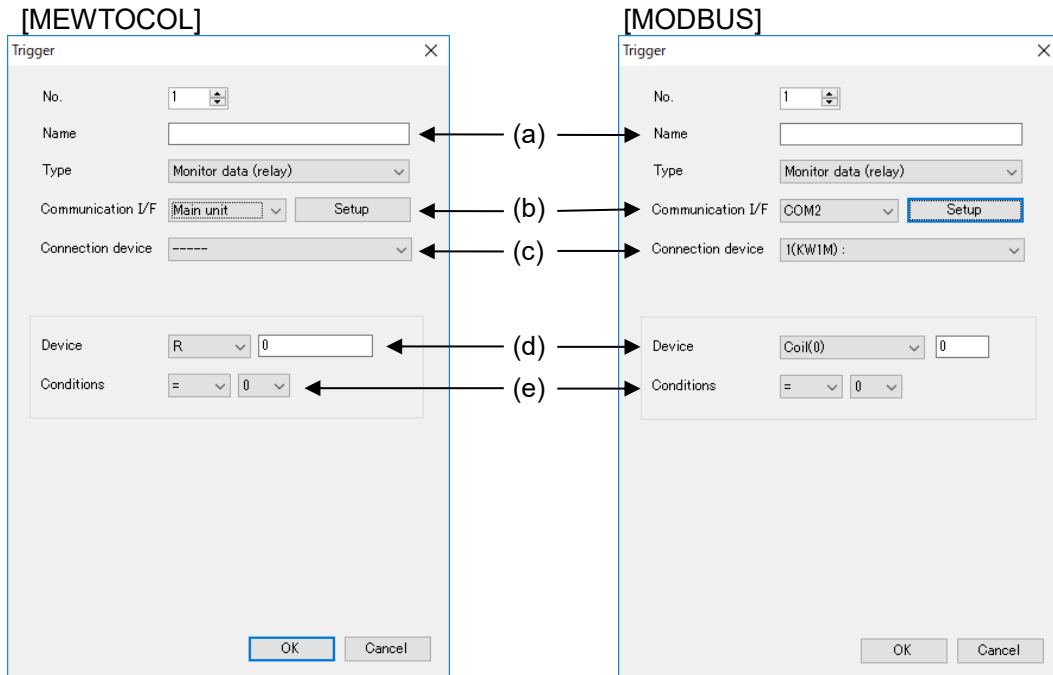 [MEWTOCOL] [MODBUS]
Trigger
No. 1
Name
Type Monitor data (relay)
Communication I/F Main unit Setup
Connection device -----
Device R 0
Conditions = 0
OK Cancel
(a)
(b)
(c)
(d)
(e)
Trigger
No. 1
Name
Type Monitor data (relay)
Communication I/F COM2 Setup
Connection device 1(KW1M) :
Device Coil(0) 0
Conditions = 0
OK Cancel